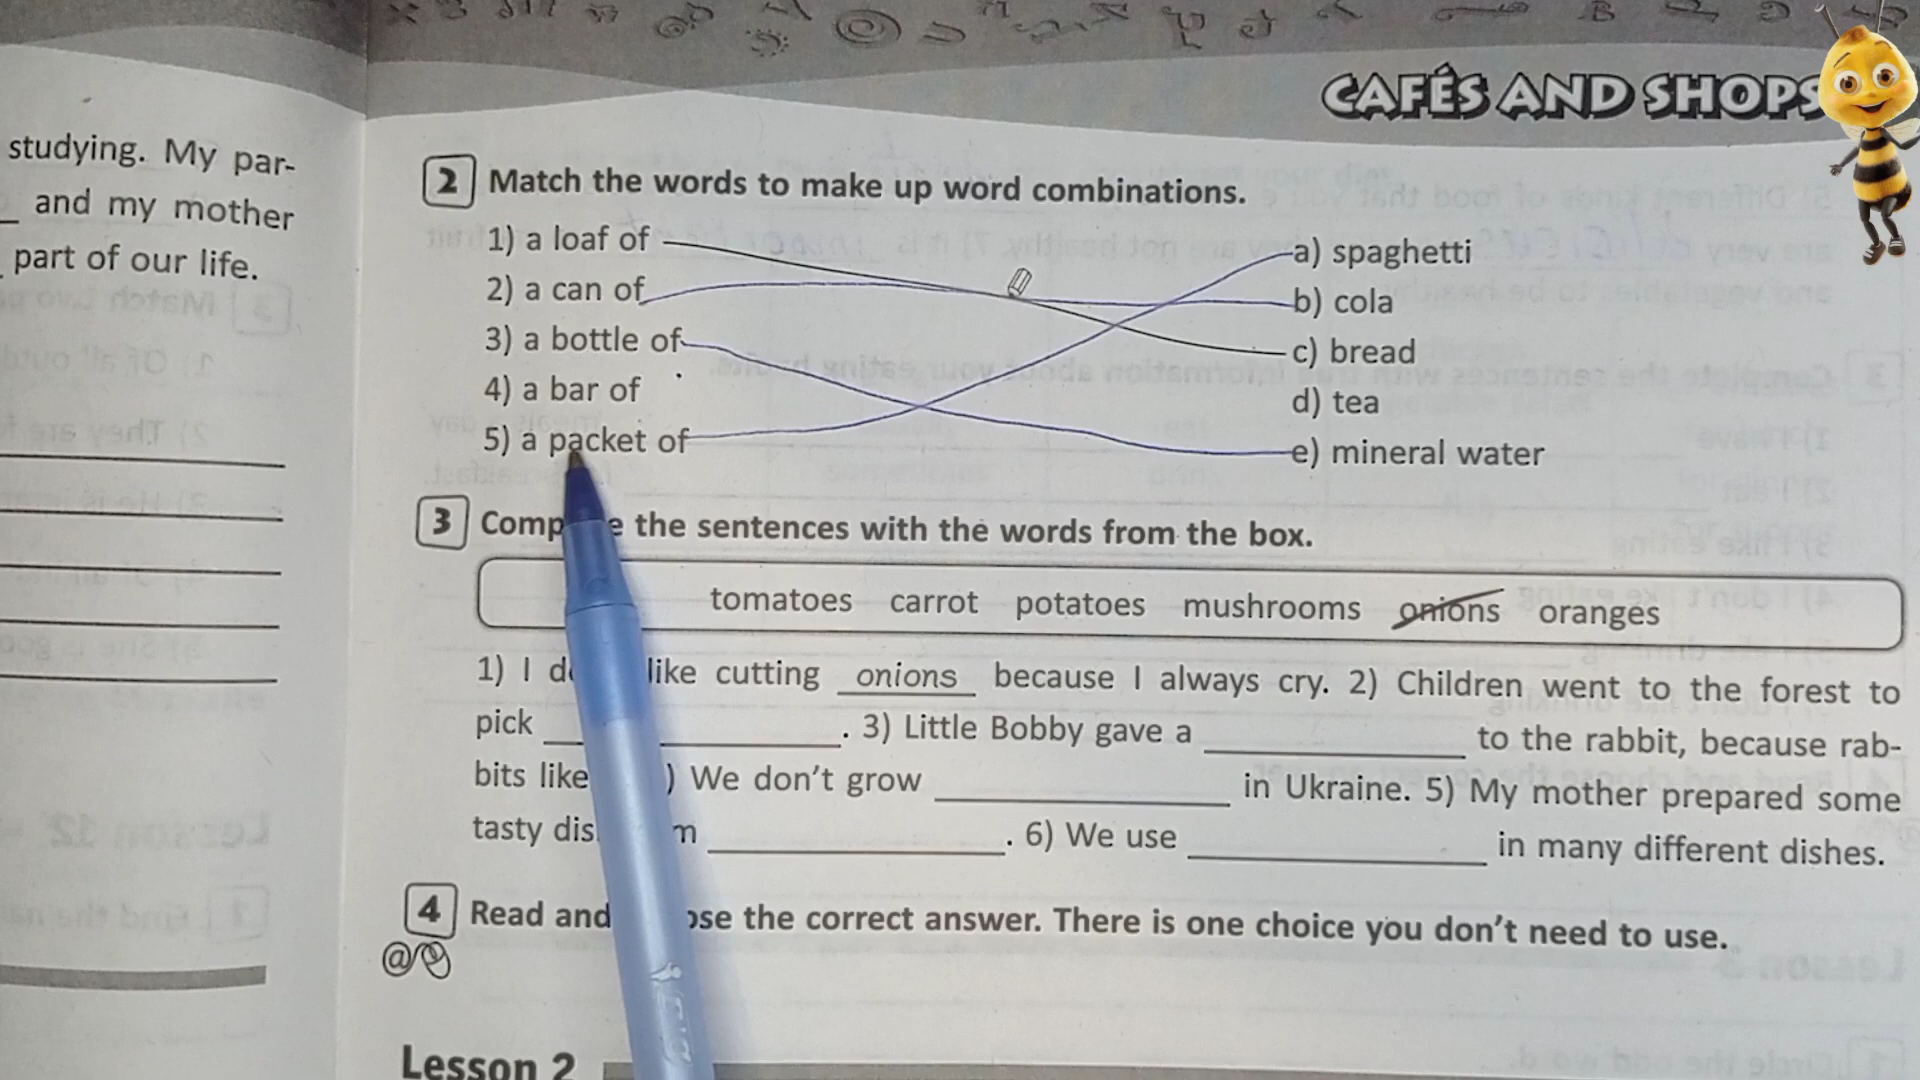 CAFÉS AND SHOPS
studying. My par-
and my mother
part of our life.
2 Match the words to make up word combinations.
1) a loaf of
2) a can of
3) a bottle of
4) a bar of
5) a packet of
a) spaghetti
b) cola
c) bread
d) tea
e) mineral water
3 Comp e the sentences with the words from the box.
tomatoes carrot potatoes mushrooms onions oranges
1) I d like cutting onions because I always cry. 2) Children went to the forest to
pick . 3) Little Bobby gave a to the rabbit, because rab-
bits like ) We don't grow in Ukraine. 5) My mother prepared some
tasty dis m . 6) We use in many different dishes.
4 Read and ose the correct answer. There is one choice you don't need to use.
Lesson 2